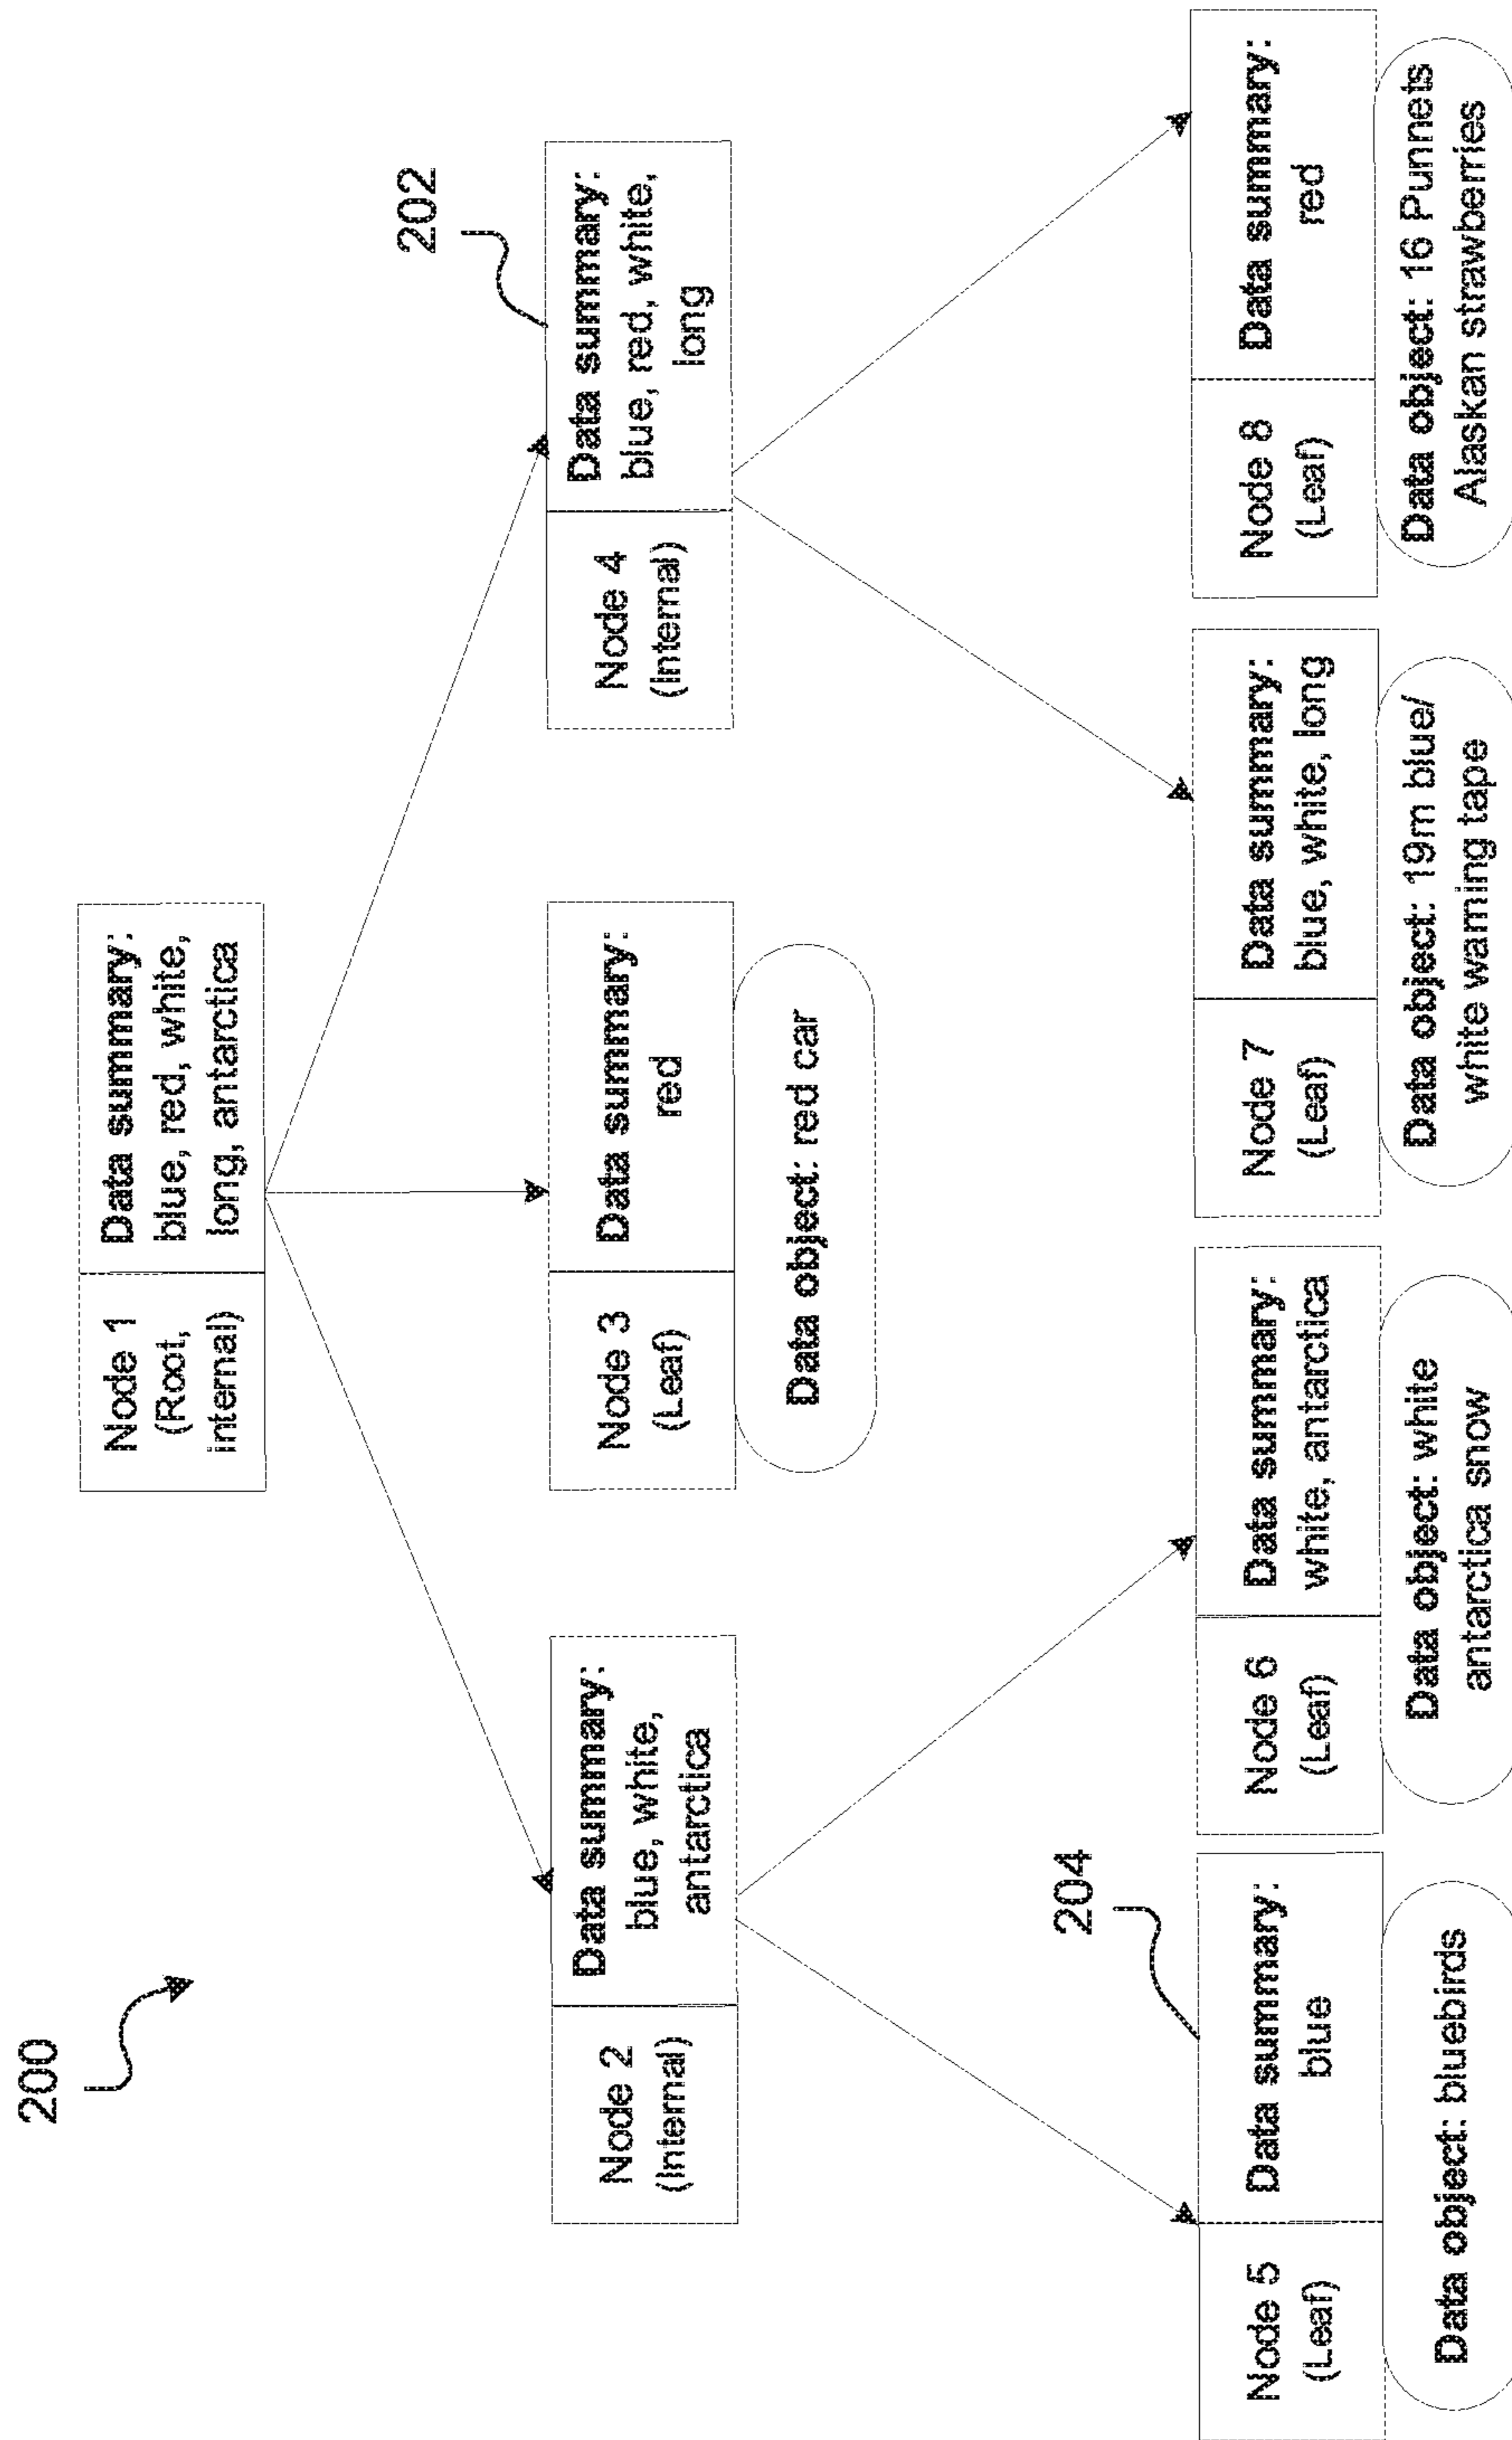 200
Node 1
(Root,
internal)
Data summary:
blue, red, white,
long, antarctica
202
Node 2
(Internal)
Data summary:
blue, white,
antarctica
Node 3
(Leaf)
Data summary:
red
Data object: red car
Node 4
(Internal)
Data summary:
blue, red, white,
long
204
Node 5
(Leaf)
Data summary:
blue
Data object: bluebirds
Node 6
(Leaf)
Data summary:
white, antarctica
Data object: white
antarctica snow
Node 7
(Leaf)
Data summary:
blue, white, long
Data object: 19m blue/
white warning tape
Node 8
(Leaf)
Data summary:
red
Data object: 16 Punnets
Alaskan strawberries